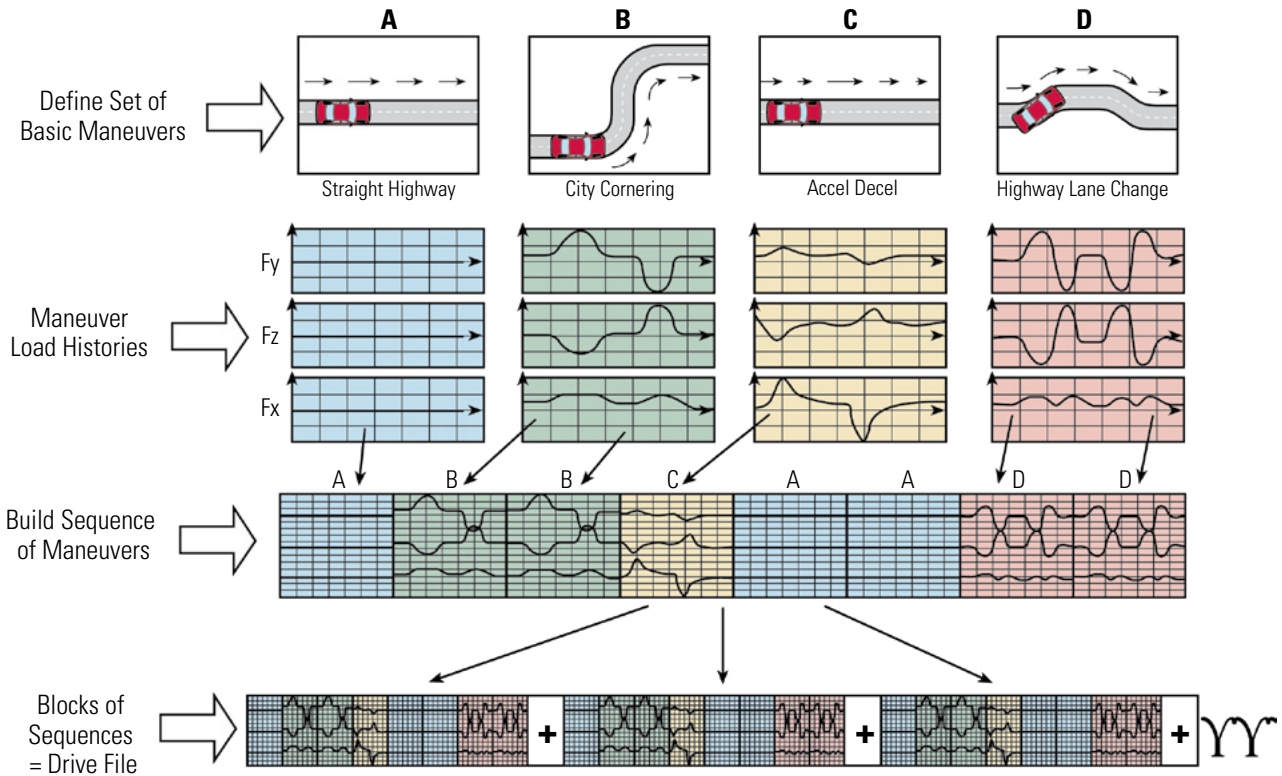 A B C D
Define Set of
Basic Maneuvers
Straight Highway City Cornering Accel Decel Highway Lane Change
Fy
Maneuver
Load Histories
Fz
Fx
A B B C A A D D
Build Sequence
of Maneuvers
Blocks of
Sequences
= Drive File
+ + +